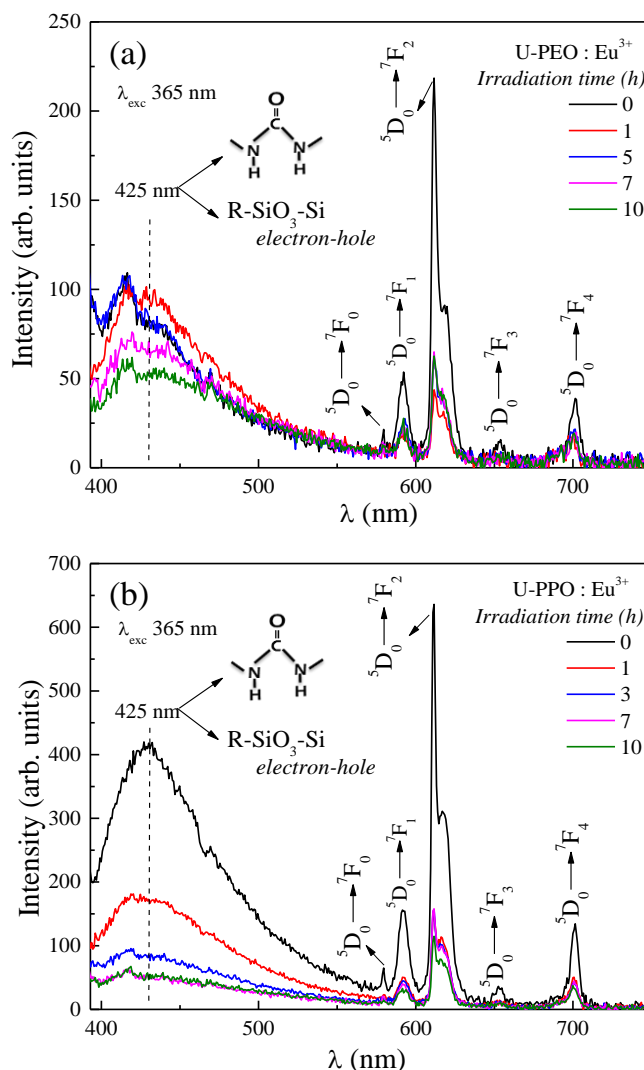 (a)
U-PEO : Eu³⁺
Irradiation time (h)
0
1
5
7
10
λexc 365 nm
O
C
N N
H H
425 nm
R-SiO₃-Si
electron-hole
⁵D₀ ⟶ ⁷F₀
⁵D₀ ⟶ ⁷F₁
⁵D₀ ⟶ ⁷F₂
⁵D₀ ⟶ ⁷F₃
⁵D₀ ⟶ ⁷F₄
Intensity (arb. units)
250
200
150
100
50
0
400 500 600 700
λ (nm)
(b)
U-PPO : Eu³⁺
Irradiation time (h)
0
1
3
7
10
λexc 365 nm
O
C
N N
H H
425 nm
R-SiO₃-Si
electron-hole
⁵D₀ ⟶ ⁷F₀
⁵D₀ ⟶ ⁷F₁
⁵D₀ ⟶ ⁷F₂
⁵D₀ ⟶ ⁷F₃
⁵D₀ ⟶ ⁷F₄
Intensity (arb. units)
700
600
500
400
300
200
100
0
400 500 600 700
λ (nm)